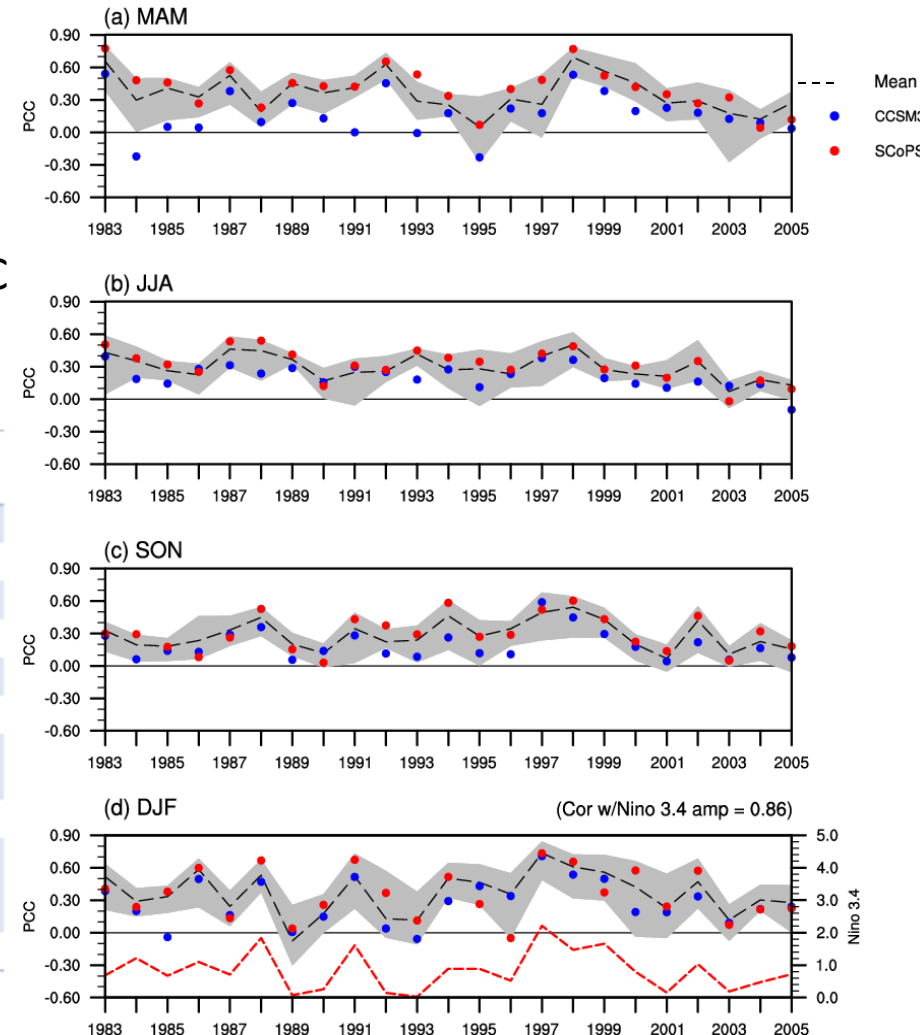 (a) MAM
0.90
0.60
0.30
0.00
-0.30
-0.60
PCC
1983 1985 1987 1989 1991 1993 1995 1997 1999 2001 2003 2005
Mean
CCSM3
SCoPS
C
(b) JJA
0.90
0.60
0.30
0.00
-0.30
-0.60
PCC
1983 1985 1987 1989 1991 1993 1995 1997 1999 2001 2003 2005
(c) SON
0.90
0.60
0.30
0.00
-0.30
-0.60
PCC
1983 1985 1987 1989 1991 1993 1995 1997 1999 2001 2003 2005
(d) DJF (Cor w/Nino 3.4 amp = 0.86)
0.90
0.60
0.30
0.00
-0.30
-0.60
PCC
5.0
4.0
3.0
2.0
1.0
0.0
Nino 3.4
1983 1985 1987 1989 1991 1993 1995 1997 1999 2001 2003 2005